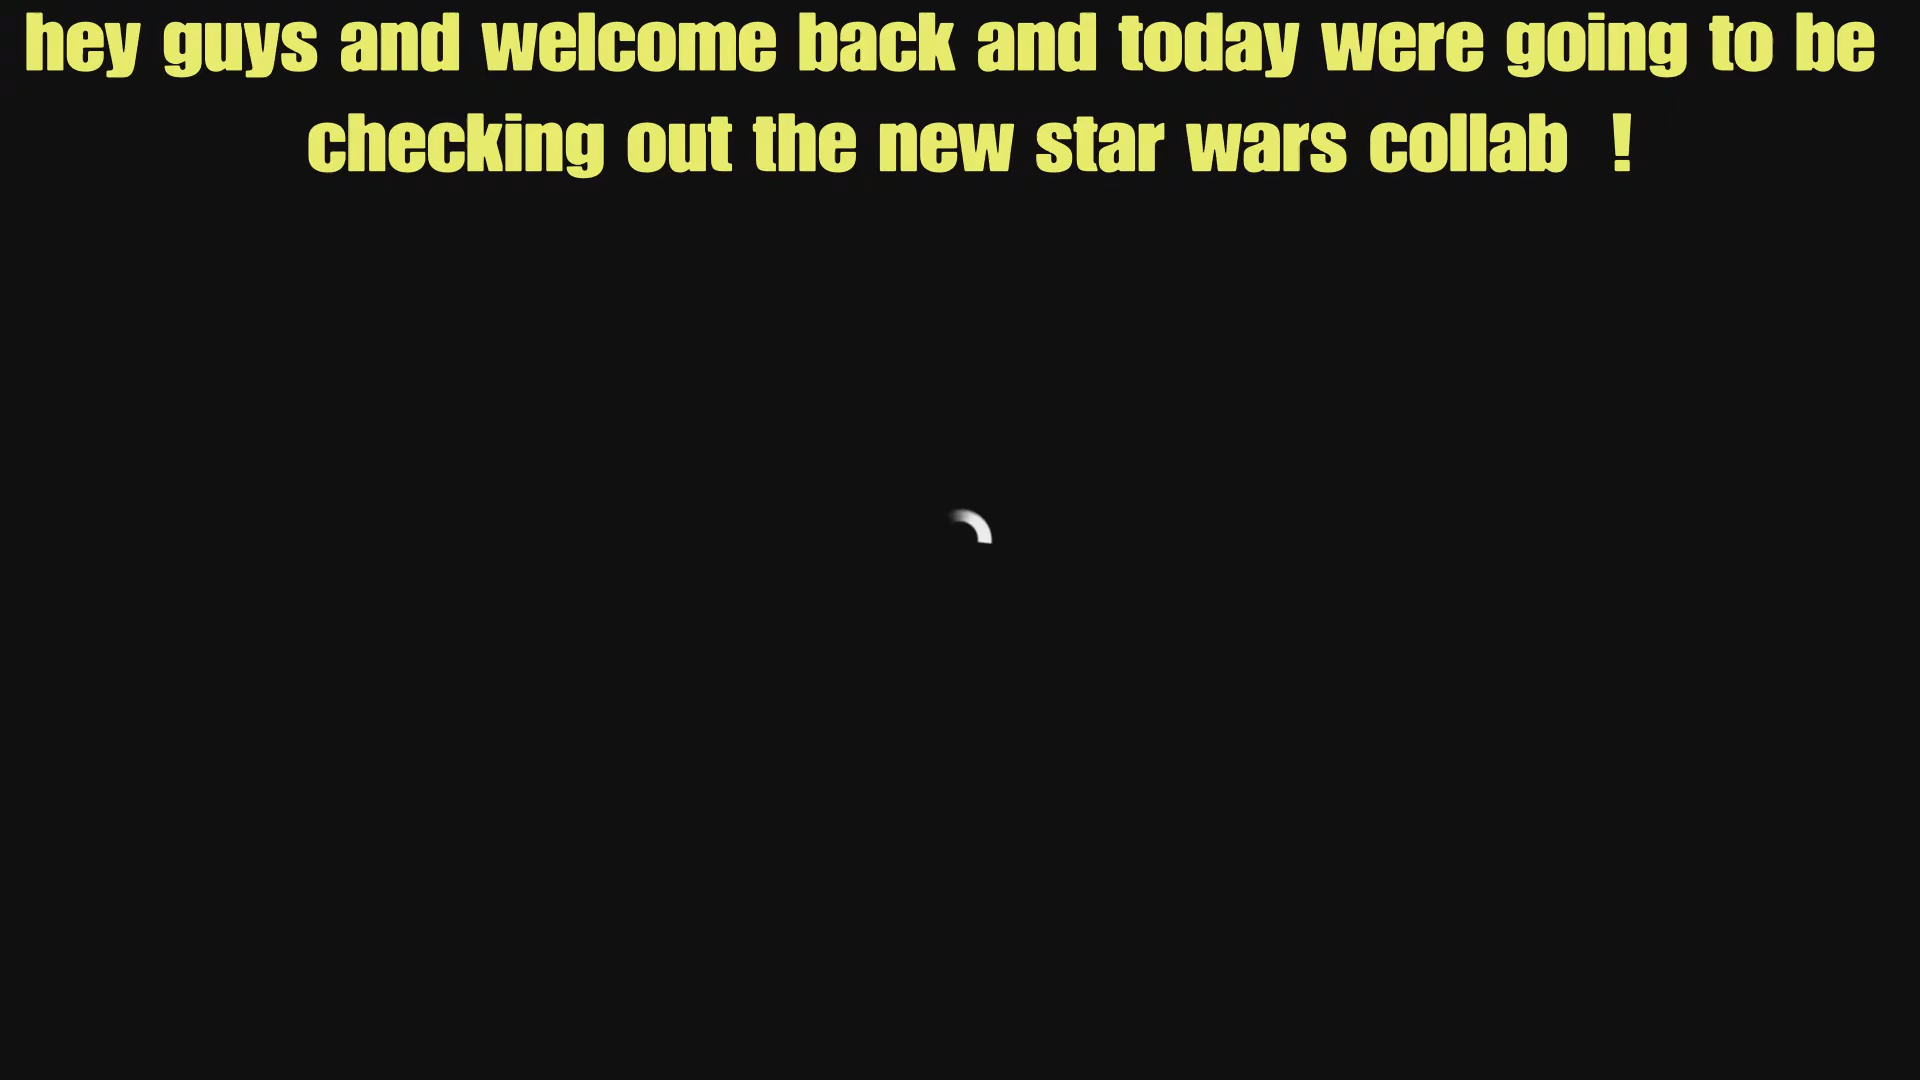 hey guys and welcome back and today were going to be
checking out the new star wars collab !